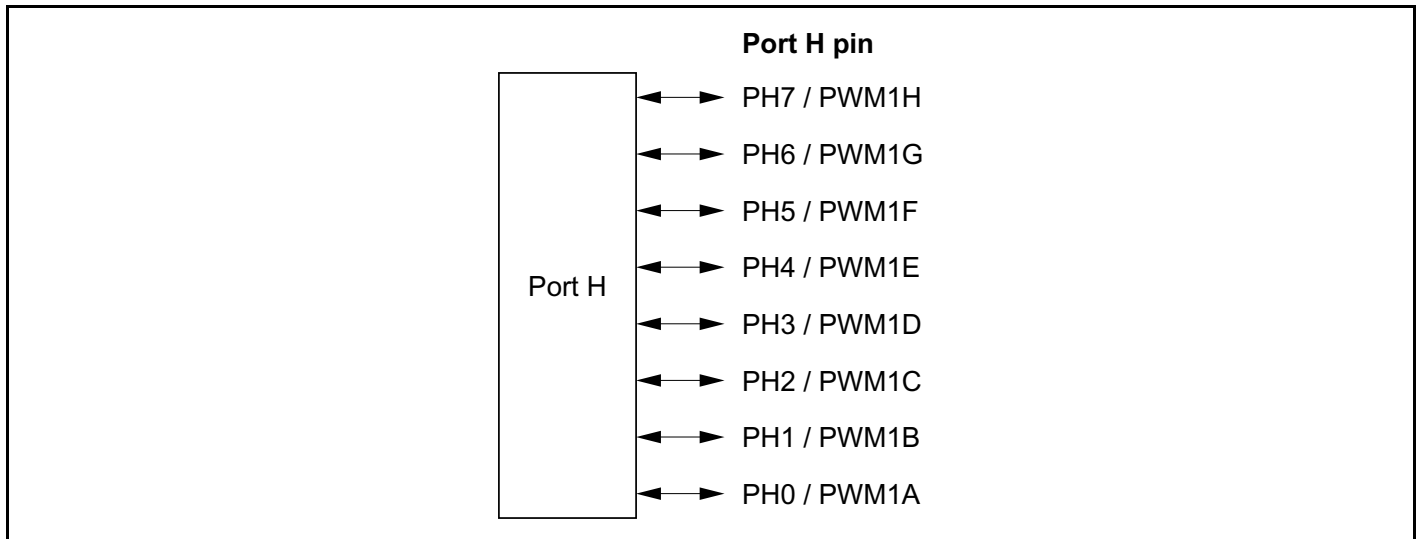 Port H pin
PH7 / PWM1H
PH6 / PWM1G
PH5 / PWM1F
PH4 / PWM1E
Port H
PH3 / PWM1D
PH2 / PWM1C
PH1 / PWM1B
PH0 / PWM1A